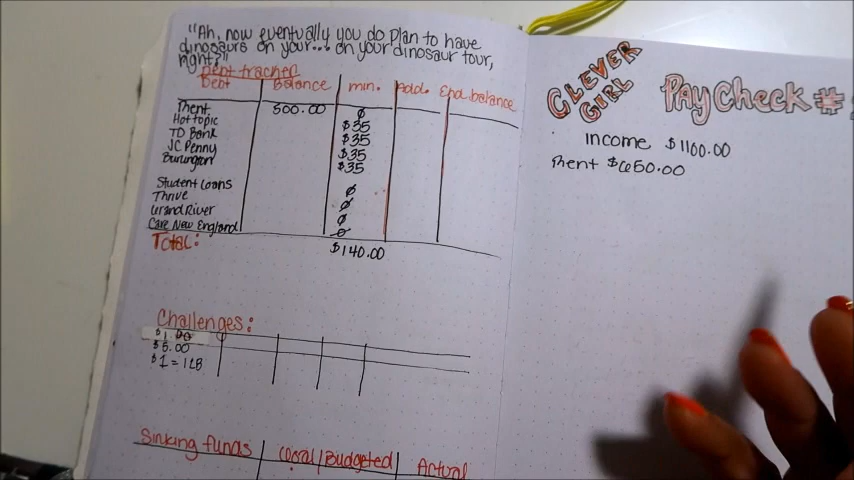 "Ah, now eventually you do plan to have
dinosaurs on your... on your dinosaur tour,
right?"
Debt tracker
Debt Balance min. Add. End balance
Rent 500.00 ø
Hot topic $35
TD Bank $35
JC Penny $35
Burlington $35
Student Loans ø
Thrive ø
Grand River ø
Care New England ø
Total: $140.00
Challenges:
$1.00
$5.00
$1 = 1LB
Sinking funds Goal Budgeted Actual
CLEVER
GIRL
PayCheck #
Income $1100.00
Rent $650.00